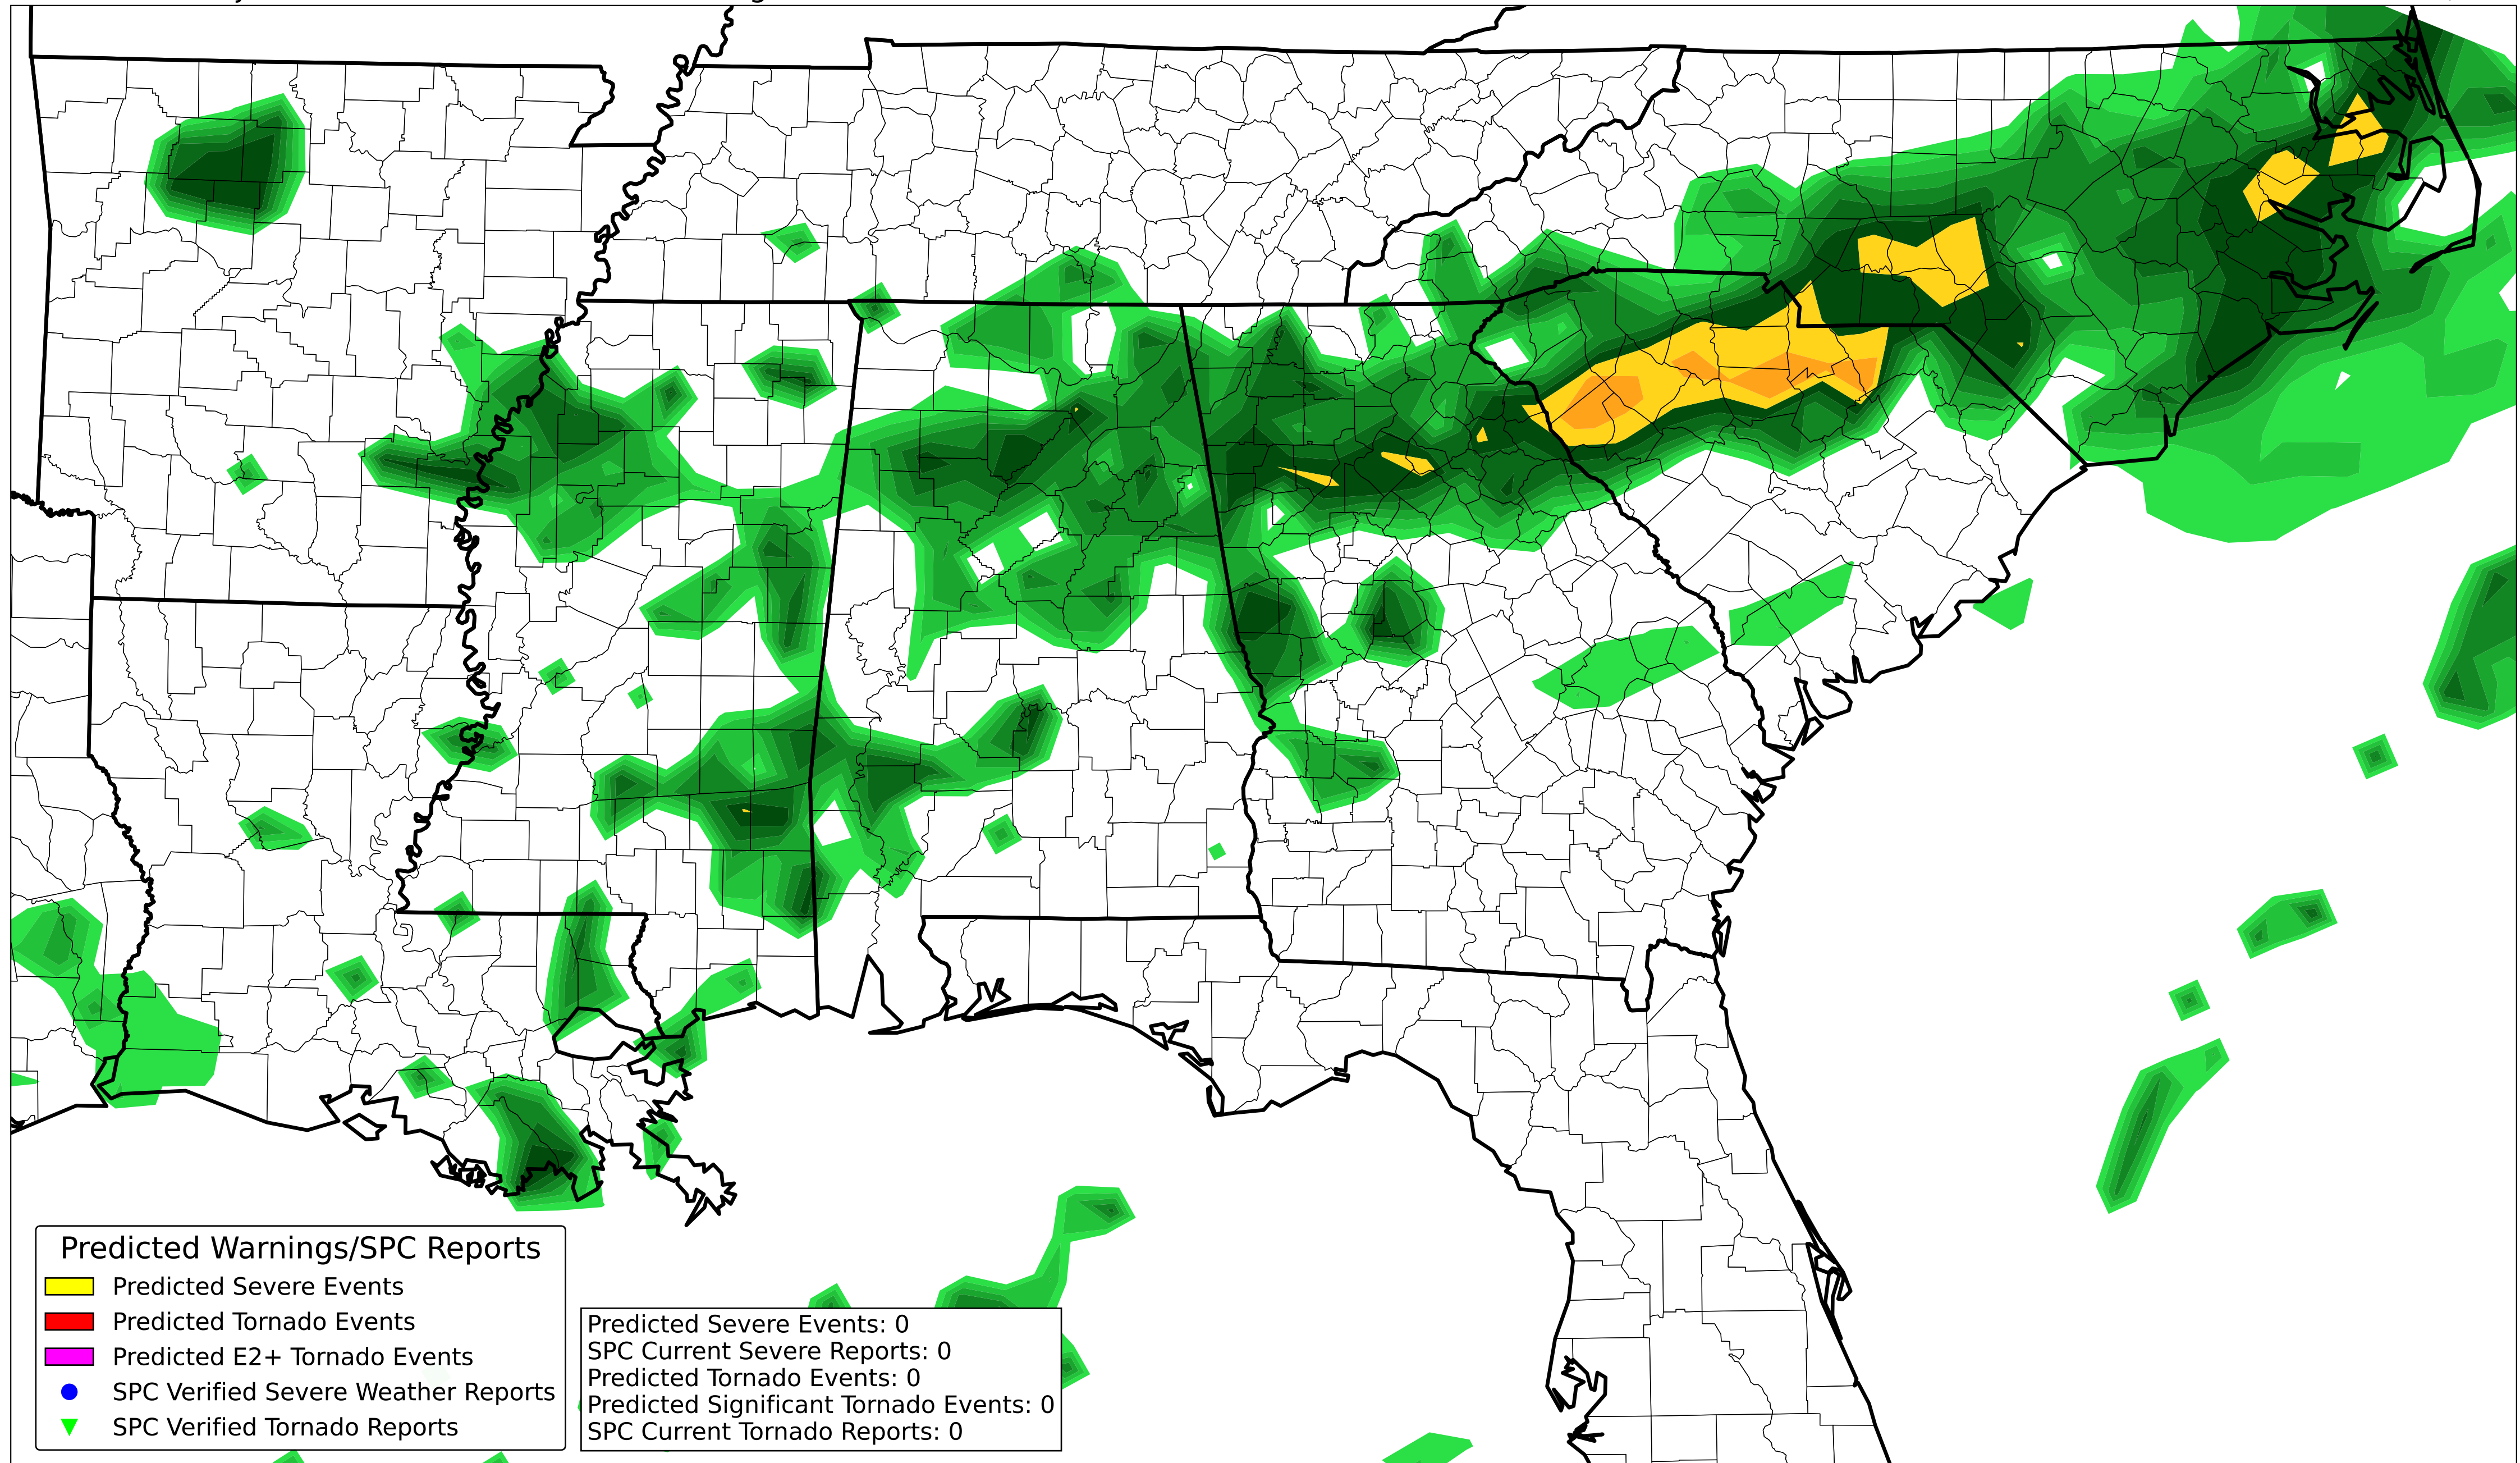 Predicted Warnings/SPC Reports
Predicted Severe Events
Predicted Tornado Events
Predicted E2+ Tornado Events
SPC Verified Severe Weather Reports
SPC Verified Tornado Reports
Predicted Severe Events: 0
SPC Current Severe Reports: 0
Predicted Tornado Events: 0
Predicted Significant Tornado Events: 0
SPC Current Tornado Reports: 0